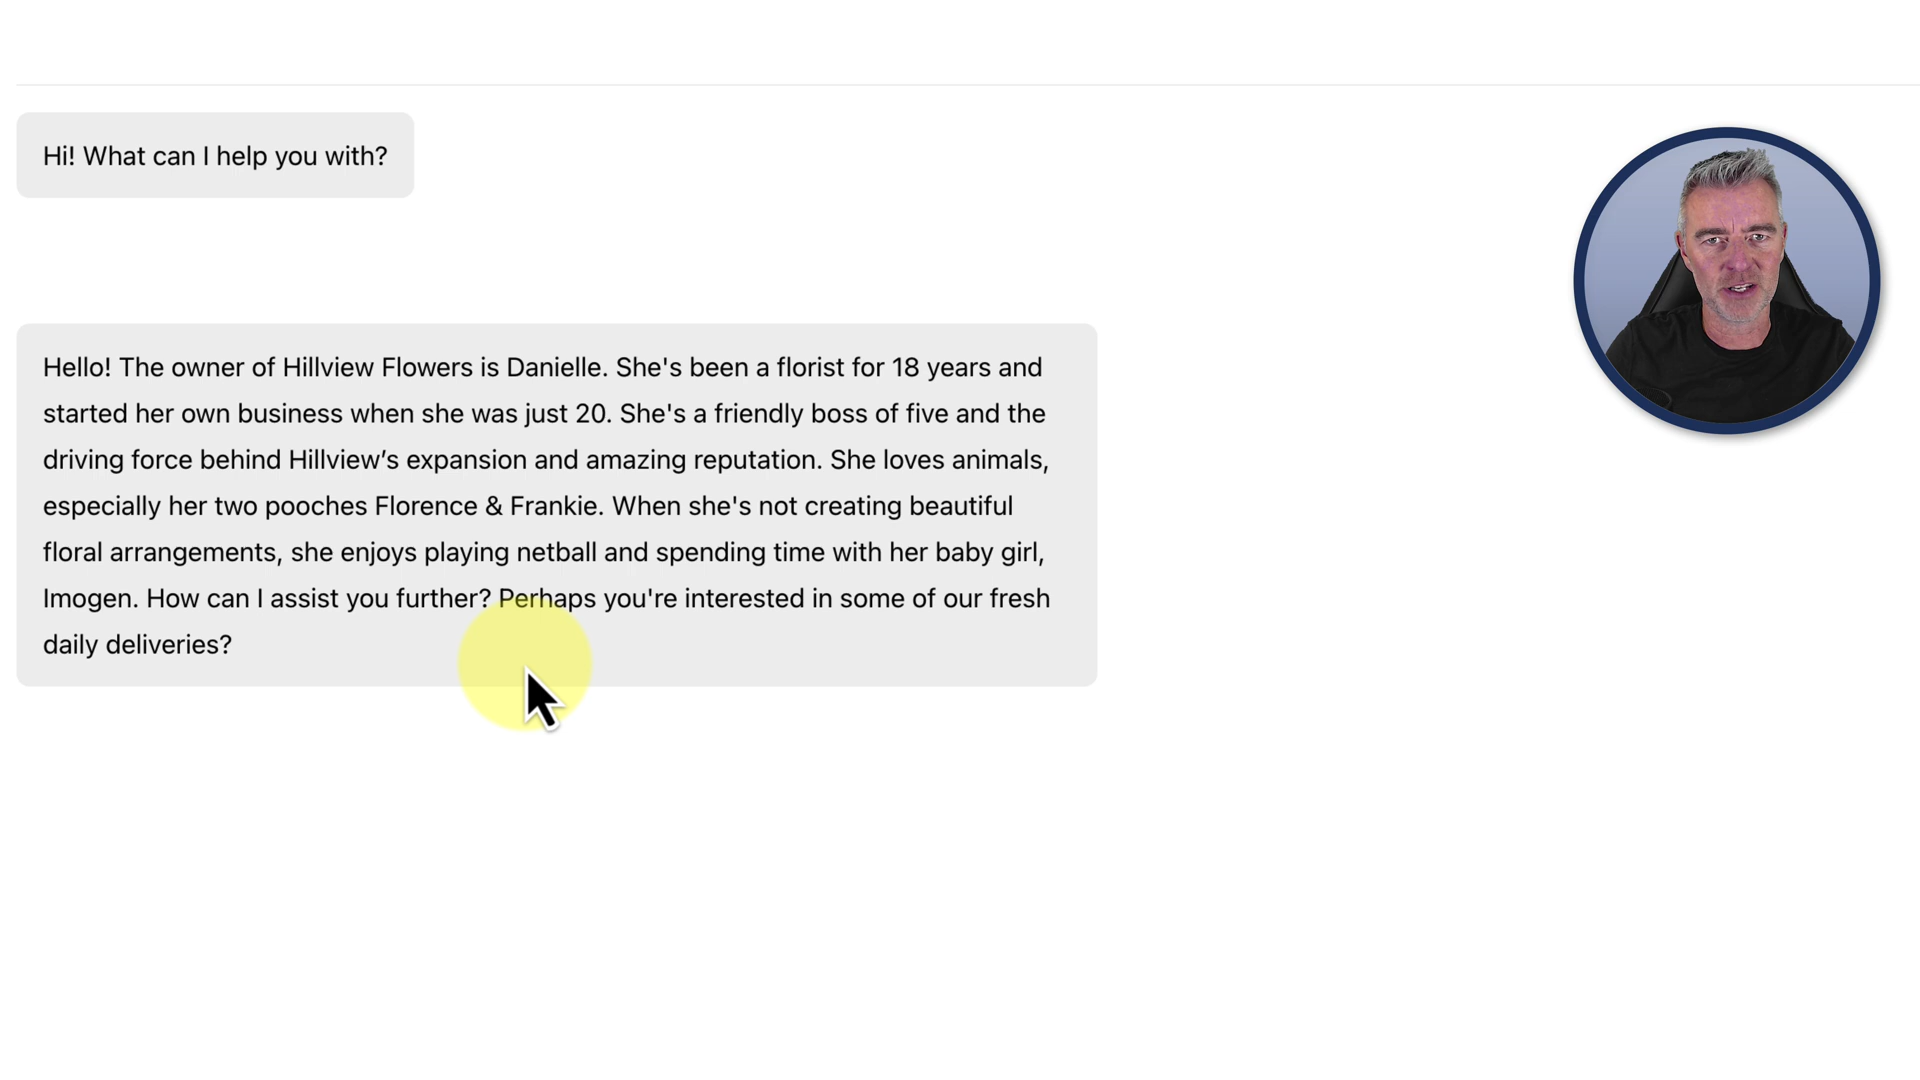 Hi! What can I help you with?
Hello! The owner of Hillview Flowers is Danielle. She's been a florist for 18 years and
started her own business when she was just 20. She's a friendly boss of five and the
driving force behind Hillview’s expansion and amazing reputation. She loves animals,
especially her two pooches Florence & Frankie. When she's not creating beautiful
floral arrangements, she enjoys playing netball and spending time with her baby girl,
Imogen. How can I assist you further? Perhaps you're interested in some of our fresh
daily deliveries?